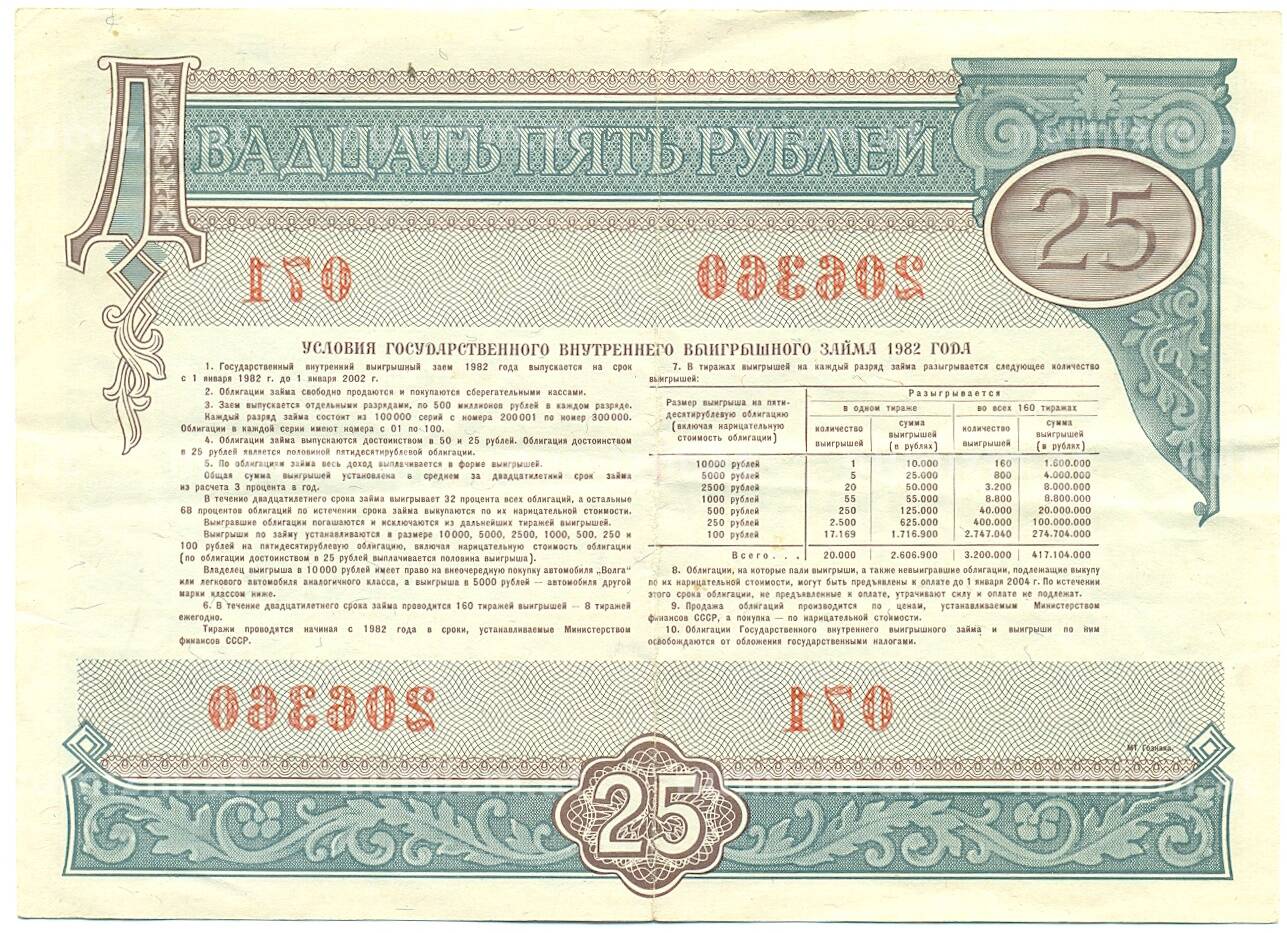 ДВАДЦАТЬ ПЯТЬ РУБЛЕЙ
25
071 206360
УСЛОВИЯ ГОСУДАРСТВЕННОГО ВНУТРЕННЕГО ВЫИГРЫШНОГО ЗАЙМА 1982 ГОДА
1. Государственный внутренний выигрышный заем 1982 года выпускается на срок
с 1 января 1982 г. до 1 января 2002 г.
2. Облигации займа свободно продаются и покупаются сберегательными кассами.
3. Заем выпускается отдельными разрядами, по 500 миллионов рублей в каждом разряде.
Каждый разряд займа состоит из 100000 серий с номера 200001 по номер 300000.
Облигации в каждой серии имеют номера с 01 по 100.
4. Облигации займа выпускаются достоинством в 50 и 25 рублей. Облигация достоинством
в 25 рублей является половиной пятидесятирублевой облигации.
5. По облигациям займа весь доход выплачивается в форме выигрышей.
Общая сумма выигрышей установлена в среднем за двадцатилетний срок займа
из расчета 3 процента в год.
В течение двадцатилетнего срока займа выигрывает 32 процента всех облигаций, а остальные
68 процентов облигаций по истечении срока займа выкупаются по их нарицательной стоимости.
Выигравшие облигации погашаются и исключаются из дальнейших тиражей выигрышей.
Выигрыши по займу устанавливаются в размере 10000, 5000, 2500, 1000, 500, 250 и
100 рублей на пятидесятирублевую облигацию, включая нарицательную стоимость облигации
(по облигации достоинством в 25 рублей выплачивается половина выигрыша).
Владелец выигрыша в 10000 рублей имеет право на внеочередную покупку автомобиля „Волга"
или легкового автомобиля аналогичного класса, а выигрыша в 5000 рублей — автомобиля другой
марки классом ниже.
6. В течение двадцатилетнего срока займа проводится 160 тиражей выигрышей — 8 тиражей
ежегодно.
Тиражи проводятся начиная с 1982 года в сроки, устанавливаемые Министерством
финансов СССР.
7. В тиражах выигрышей на каждый разряд займа разыгрывается следующее количество
выигрышей:
Размер выигрыша на пяти-
десятирублевую облигацию
(включая нарицательную
стоимость облигации)
Разыгрывается
в одном тираже во всех 160 тиражах
количество выигрышей
сумма выигрышей (в рублях)
количество выигрышей
сумма выигрышей (в рублях)
10000 рублей 1 10.000 160 1.600.000
5000 рублей 5 25.000 800 4.000.000
2500 рублей 20 50.000 3.200 8.000.000
1000 рублей 55 55.000 8.800 8.800.000
500 рублей 250 125.000 40.000 20.000.000
250 рублей 2.500 625.000 400.000 100.000.000
100 рублей 17.169 1.716.900 2.747.040 274.704.000
Всего... 20.000 2.606.900 3.200.000 417.104.000
8. Облигации, на которые пали выигрыши, а также невыигравшие облигации, подлежащие выкупу
по их нарицательной стоимости, могут быть предъявлены к оплате до 1 января 2004 г. По истечении
этого срока облигации, не предъявленные к оплате, утрачивают силу и оплате не подлежат.
9. Продажа облигаций производится по ценам, устанавливаемым Министерством
финансов СССР, а покупка — по нарицательной стоимости.
10. Облигации Государственного внутреннего выигрышного займа и выигрыши по ним
освобождаются от обложения государственными налогами.
206360 071
МТ Гознака.
25